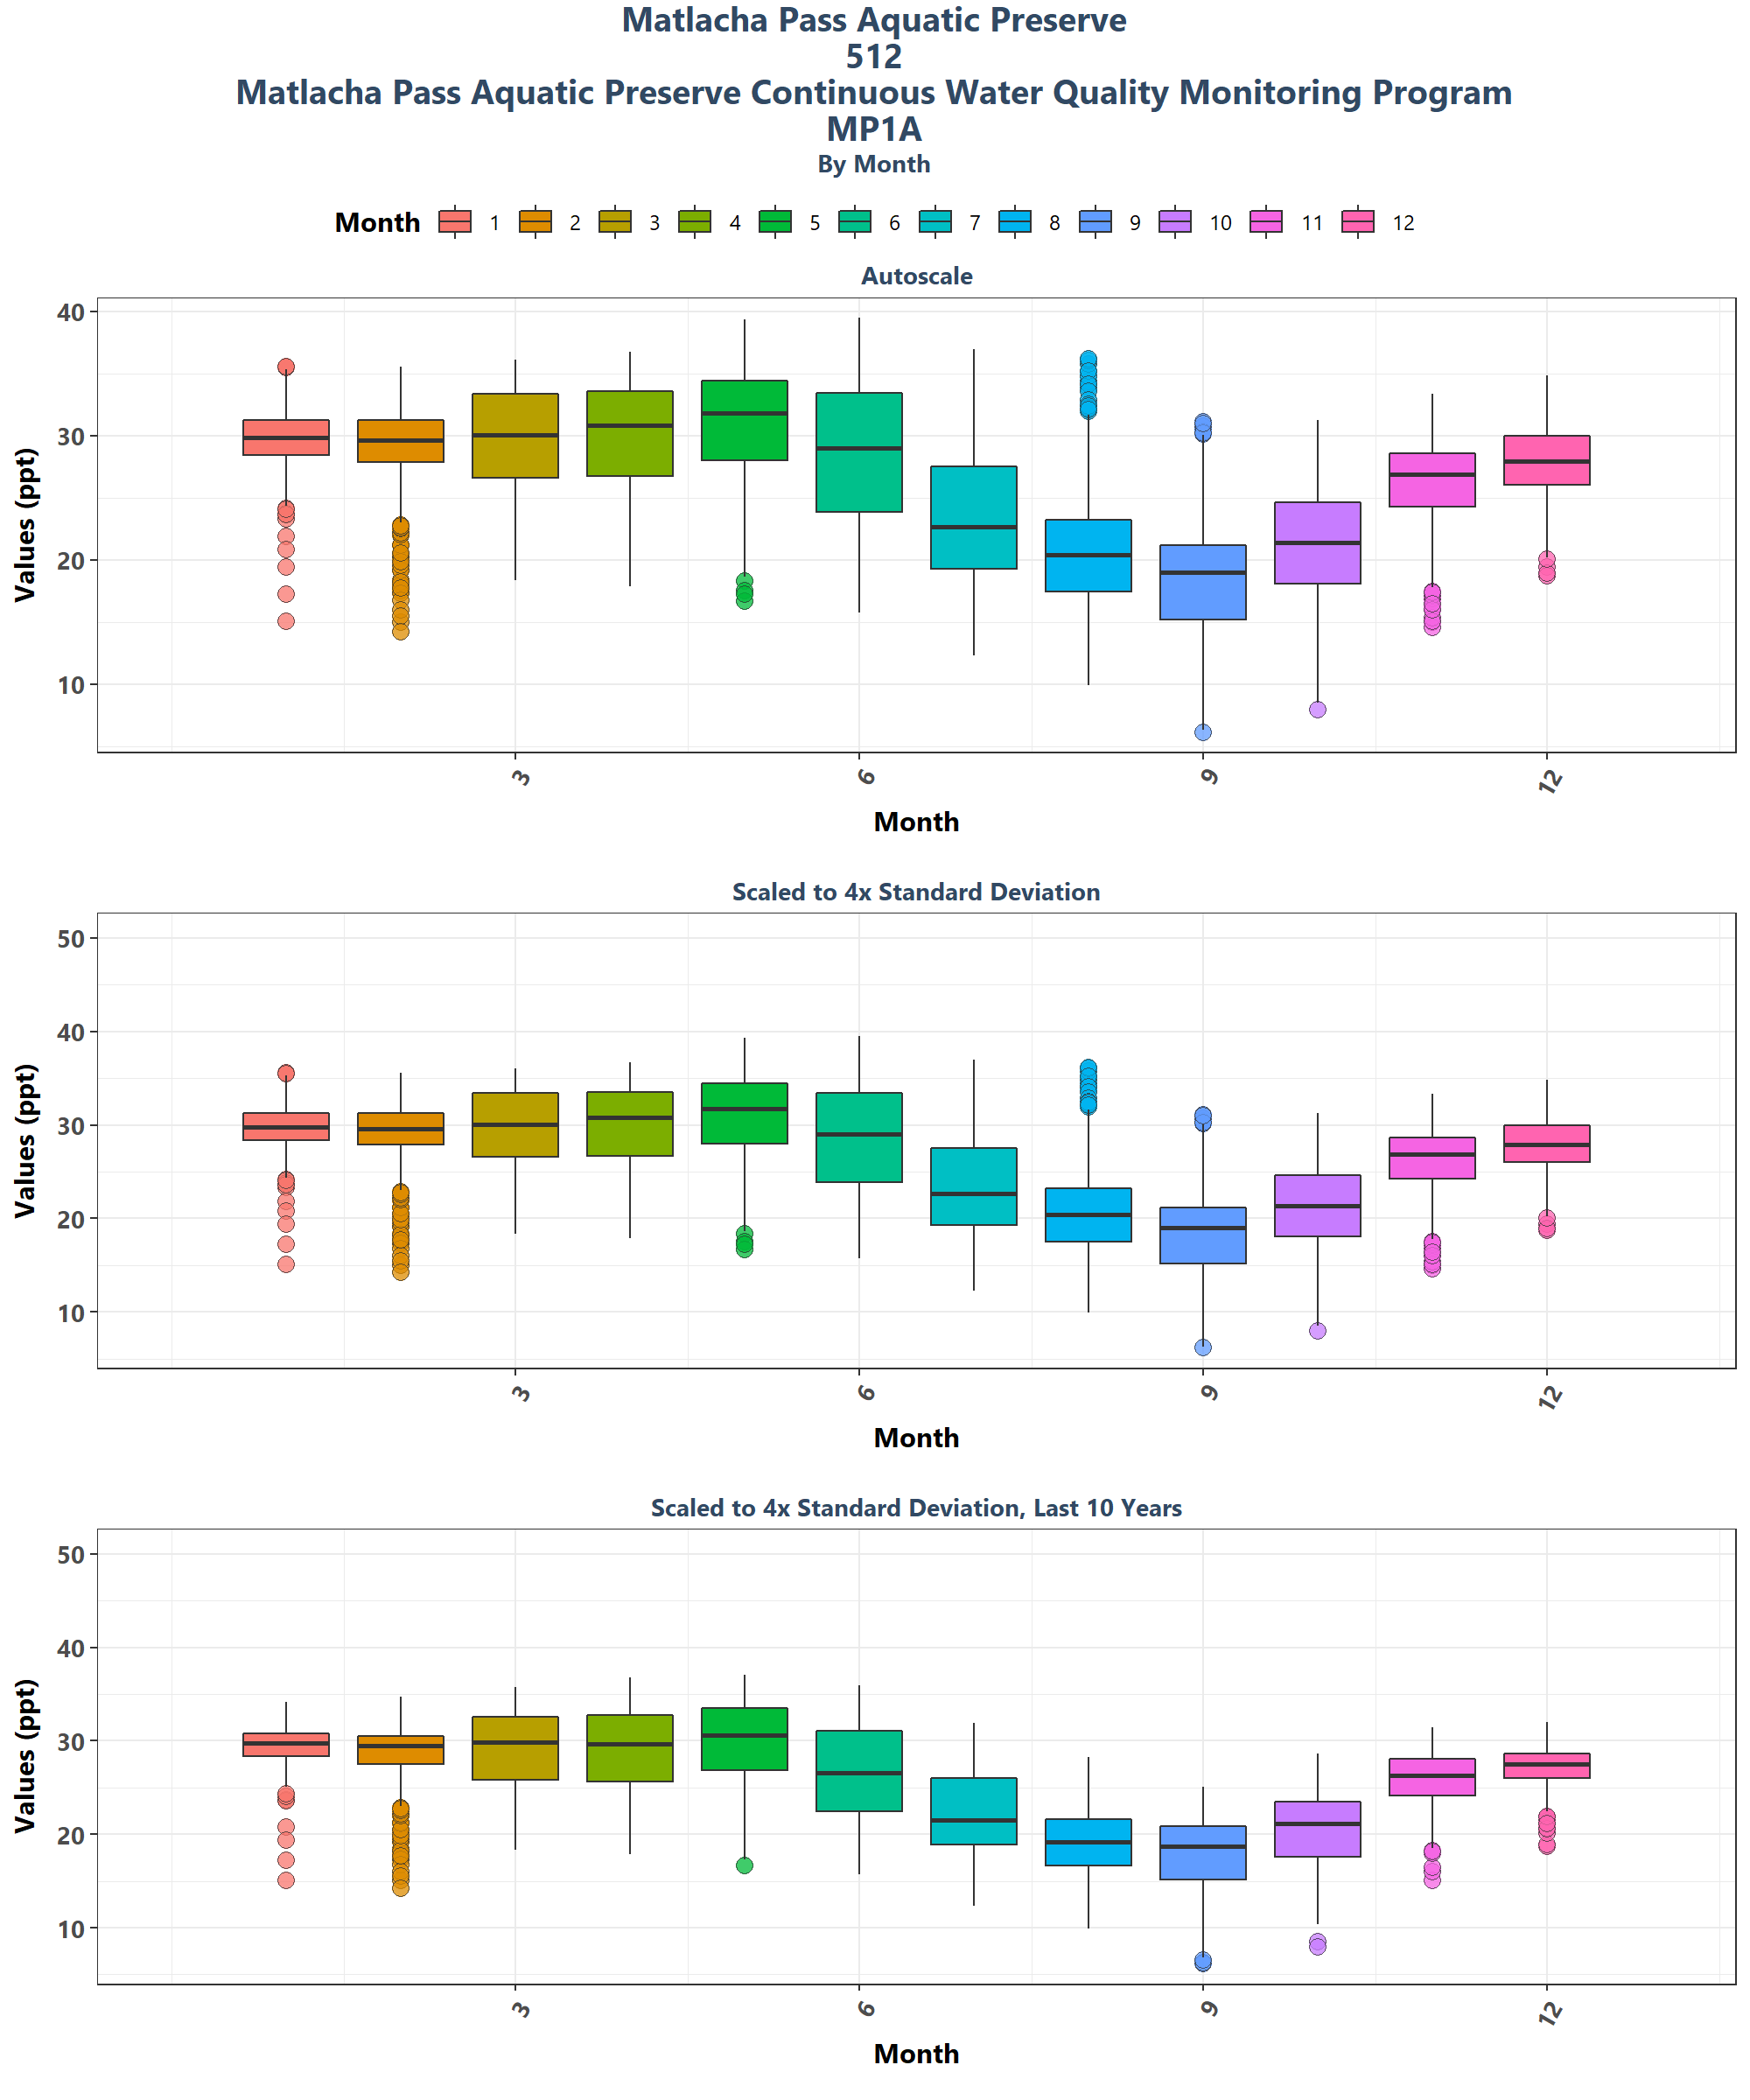 Matlacha Pass Aquatic Preserve
512
Matlacha Pass Aquatic Preserve Continuous Water Quality Monitoring Program
MP1A
By Month
Month 1 2 3 4 5 6 7 8 9 10 11 12
Autoscale
Values (ppt)
40
30
20
10
3 6 9 12
Month
Scaled to 4x Standard Deviation
Values (ppt)
50
40
30
20
10
3 6 9 12
Month
Scaled to 4x Standard Deviation, Last 10 Years
Values (ppt)
50
40
30
20
10
3 6 9 12
Month